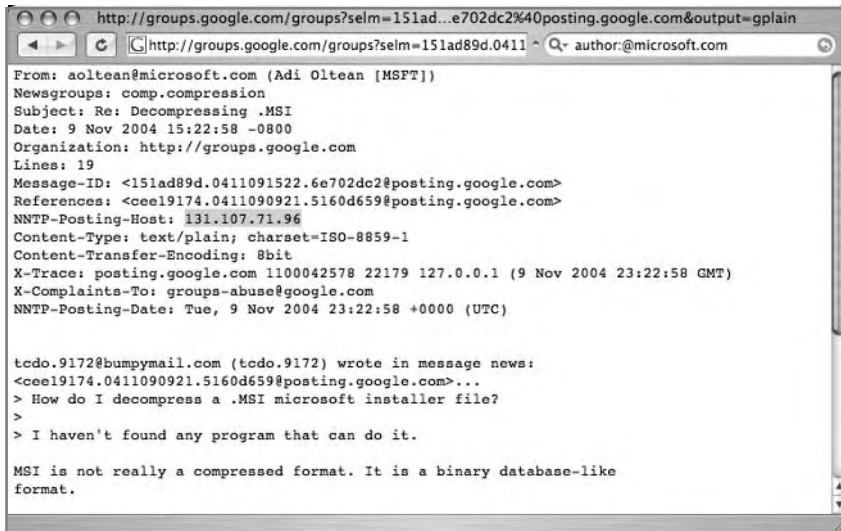 http://groups.google.com/groups?selm=151ad...e702dc2%40posting.google.com&output=gplain
http://groups.google.com/groups?selm=151ad89d.0411 author:@microsoft.com
From: aoltean@microsoft.com (Adi Oltean [MSFT])
Newsgroups: comp.compression
Subject: Re: Decompressing .MSI
Date: 9 Nov 2004 15:22:58 -0800
Organization: http://groups.google.com
Lines: 19
Message-ID: <151ad89d.0411091522.6e702dc2@posting.google.com>
References: <cee19174.0411090921.5160d659@posting.google.com>
NNTP-Posting-Host: 131.107.71.96
Content-Type: text/plain; charset=ISO-8859-1
Content-Transfer-Encoding: 8bit
X-Trace: posting.google.com 1100042578 22179 127.0.0.1 (9 Nov 2004 23:22:58 GMT)
X-Complaints-To: groups-abuse@google.com
NNTP-Posting-Date: Tue, 9 Nov 2004 23:22:58 +0000 (UTC)
tcdo.9172@bumpymail.com (tcdo.9172) wrote in message news:
<cee19174.0411090921.5160d659@posting.google.com>...
> How do I decompress a .MSI microsoft installer file?
>
> I haven't found any program that can do it.
MSI is not really a compressed format. It is a binary database-like
format.